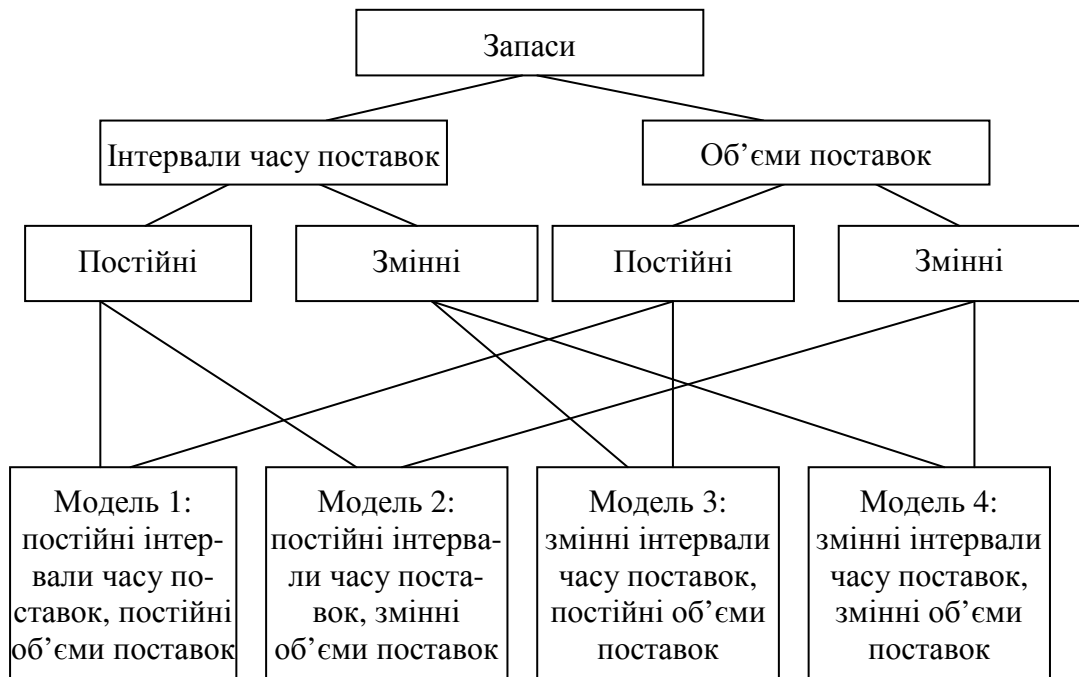 Запаси
Інтервали часу поставок
Об’єми поставок
Постійні
Змінні
Постійні
Змінні
Модель 1:
постійні інтер-
вали часу по-
ставок, постійні
об’єми поставок
Модель 2:
постійні інтерва-
ли часу поста-
вок, змінні
об’єми поставок
Модель 3:
змінні інтервали
часу поставок,
постійні об’єми
поставок
Модель 4:
змінні інтервали
часу поставок,
змінні об’єми
поставок